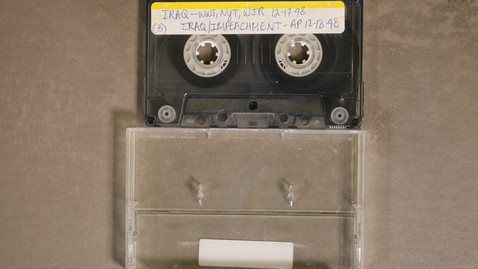 IRAQ-WWJ, NYT, WJR 12-17-98
(B) IRAQ/IMPEACHMENT-AP 12-18-98